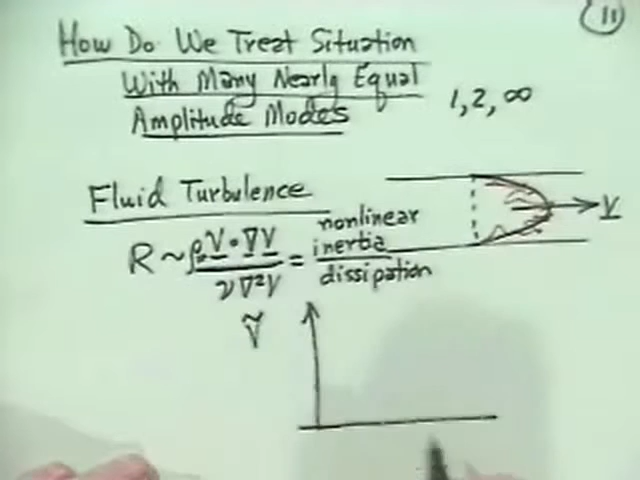 11
How Do We Treat Situation
With Many Nearly Equal
Amplitude Modes
1, 2, ∞
Fluid Turbulence
R ~ ρ₀V·∇V / ν∇²V = nonlinear inertia / dissipation
V
Ṽ